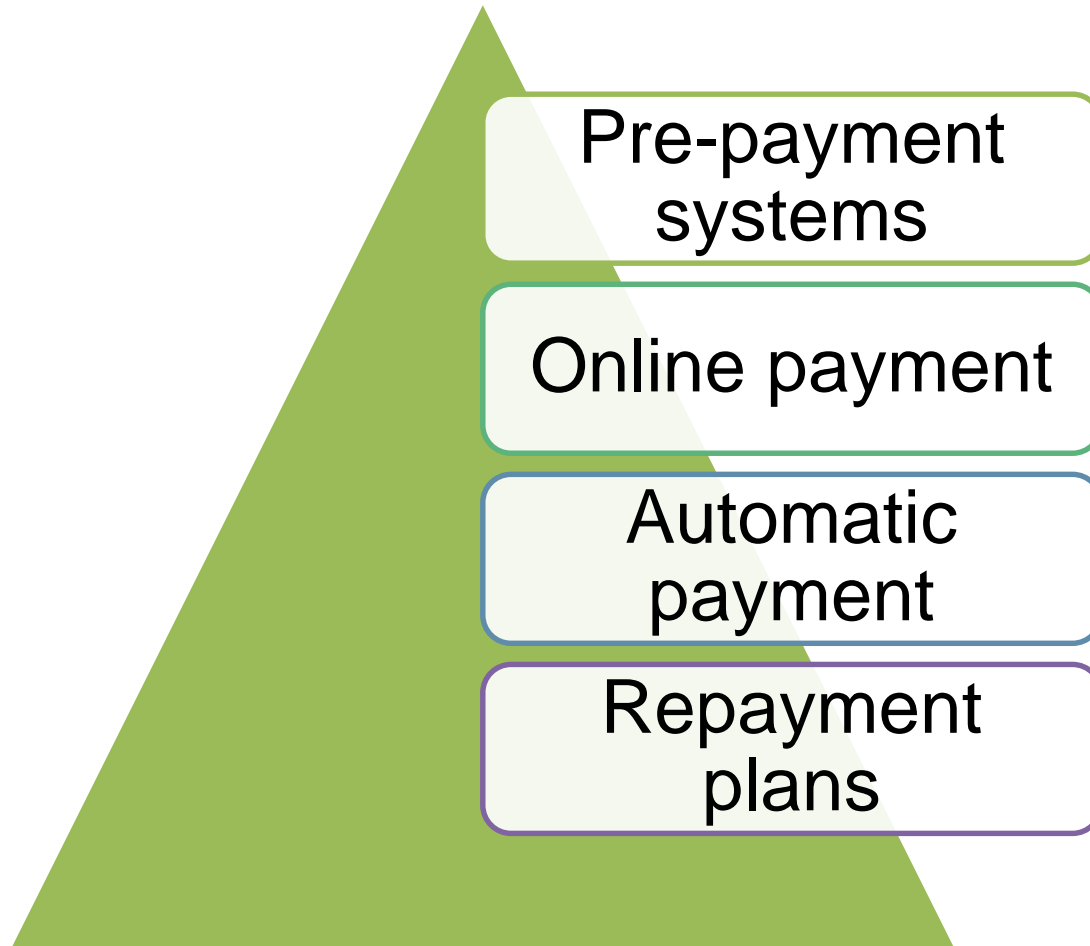 Pre-payment
systems
Online payment
Automatic
payment
Repayment
plans